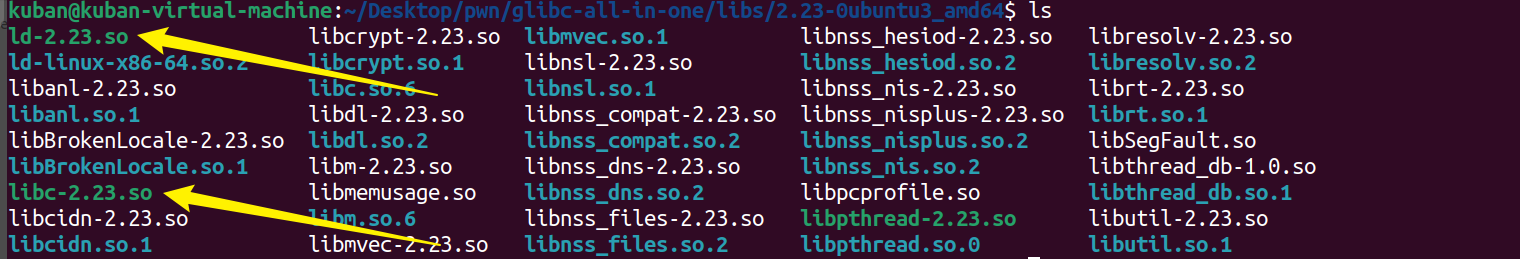 kuban@kuban-virtual-machine:~/Desktop/pwn/glibc-all-in-one/libs/2.23-0ubuntu3_amd64$ ls
ld-2.23.so libcrypt-2.23.so libmvec.so.1 libnss_hesiod-2.23.so libresolv-2.23.so
ld-linux-x86-64.so.2 libcrypt.so.1 libnsl-2.23.so libnss_hesiod.so.2 libresolv.so.2
libanl-2.23.so libc.so.6 libnsl.so.1 libnss_nis-2.23.so librt-2.23.so
libanl.so.1 libdl-2.23.so libnss_compat-2.23.so libnss_nisplus-2.23.so librt.so.1
libBrokenLocale-2.23.so libdl.so.2 libnss_compat.so.2 libnss_nisplus.so.2 libSegFault.so
libBrokenLocale.so.1 libm-2.23.so libnss_dns-2.23.so libnss_nis.so.2 libthread_db-1.0.so
libc-2.23.so libmemusage.so libnss_dns.so.2 libpcprofile.so libthread_db.so.1
libcidn-2.23.so libm.so.6 libnss_files-2.23.so libpthread-2.23.so libutil-2.23.so
libcidn.so.1 libmvec-2.23.so libnss_files.so.2 libpthread.so.0 libutil.so.1